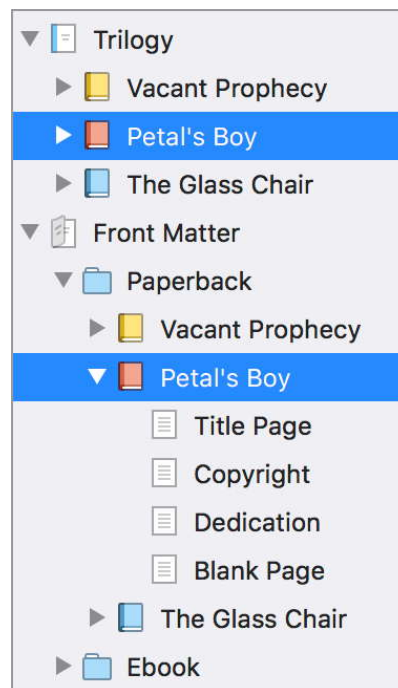 Trilogy
Vacant Prophecy
Petal's Boy
The Glass Chair
Front Matter
Paperback
Vacant Prophecy
Petal's Boy
Title Page
Copyright
Dedication
Blank Page
The Glass Chair
Ebook